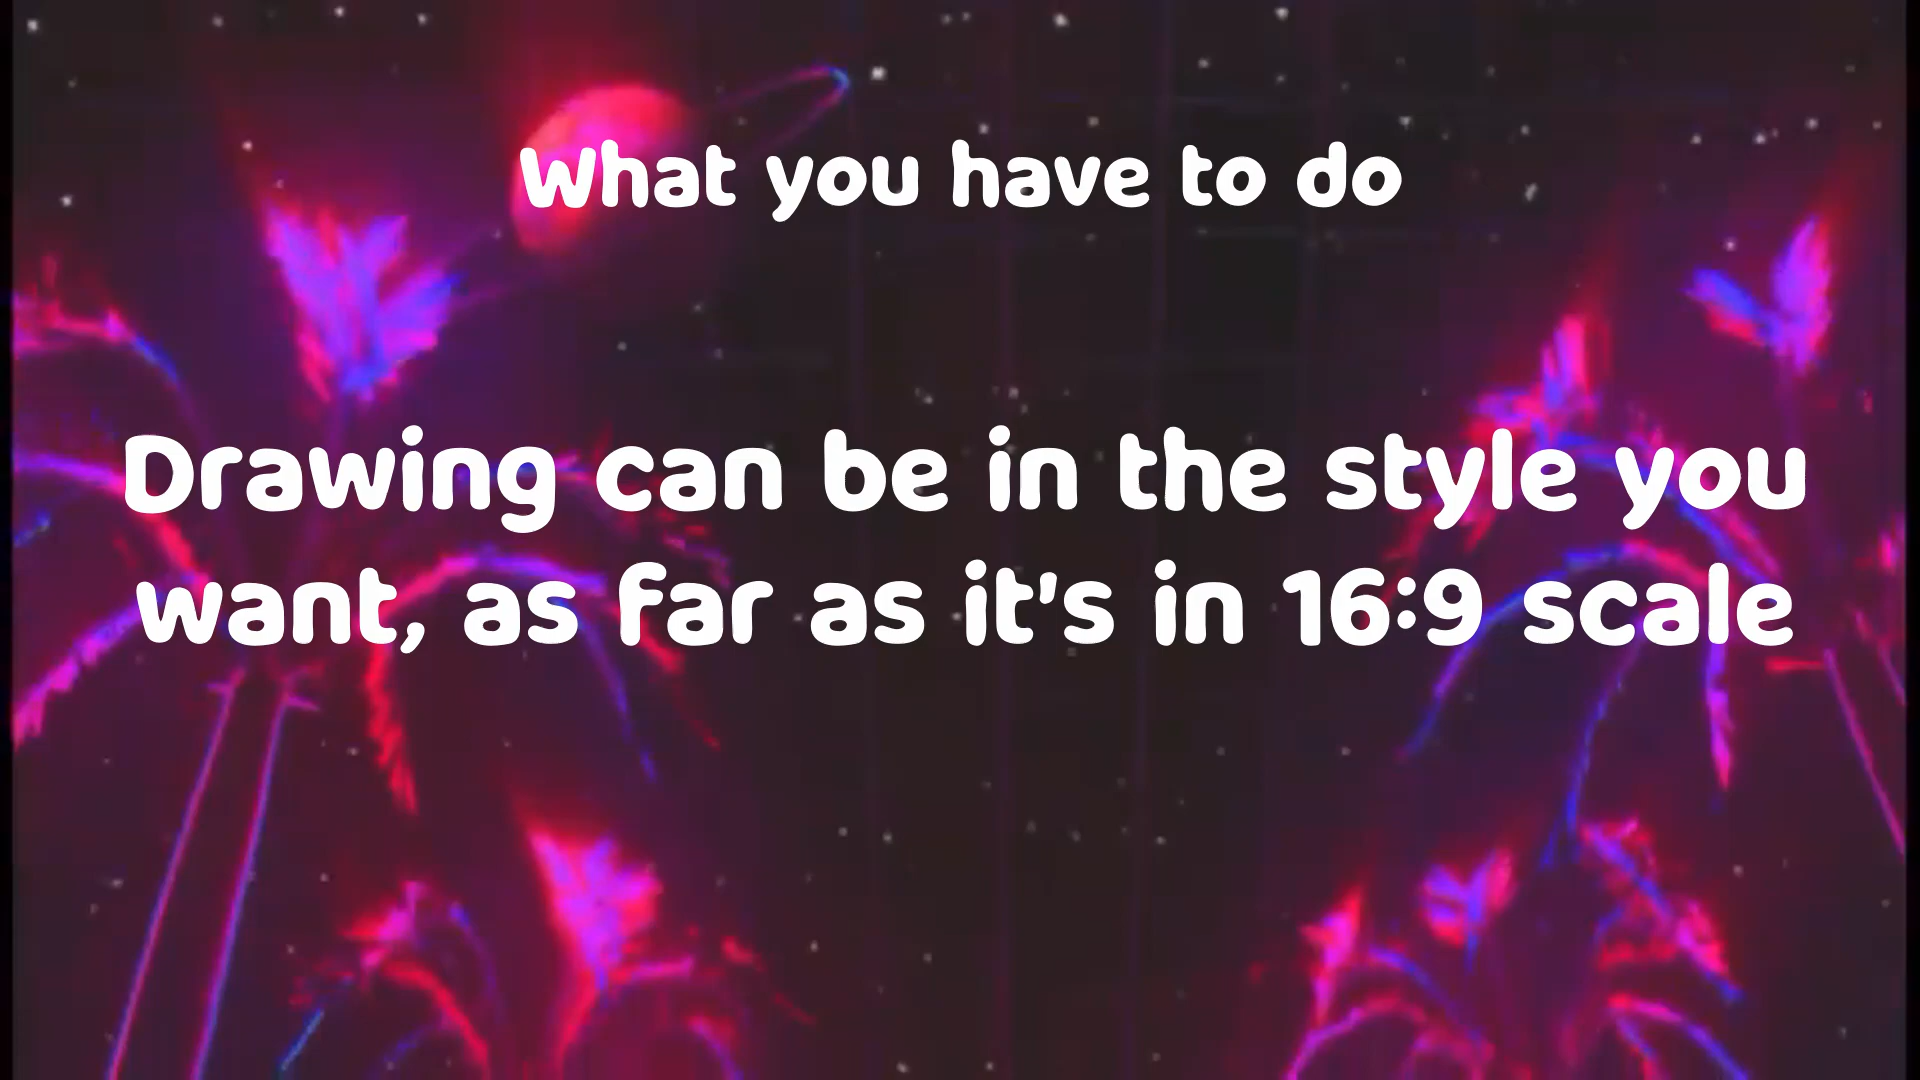 What you have to do
Drawing can be in the style you
want, as far as it's in 16:9 scale